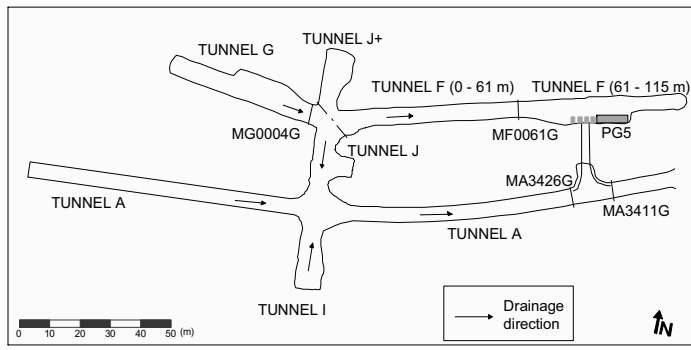 TUNNEL J+
TUNNEL G
TUNNEL F (0 - 61 m)
TUNNEL F (61 - 115 m)
MG0004G
MF0061G
PG5
TUNNEL J
MA3426G
TUNNEL A
MA3411G
TUNNEL A
TUNNEL I
Drainage
direction
0 10 20 30 40 50 (m)
N